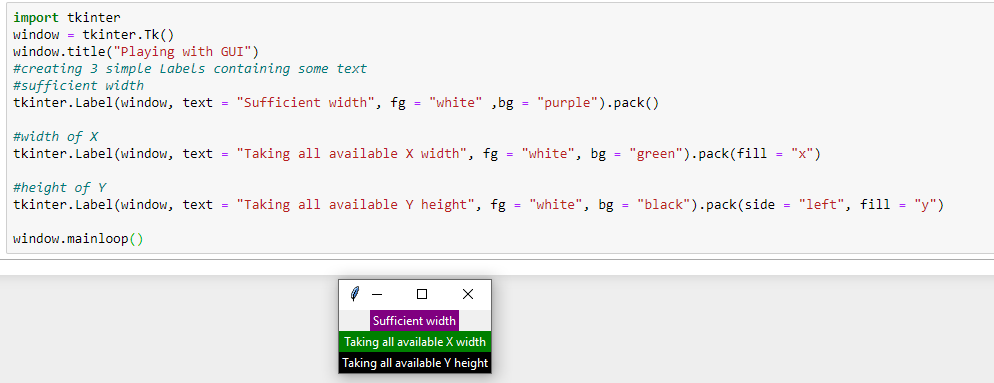 import tkinter
window = tkinter.Tk()
window.title("Playing with GUI")
#creating 3 simple Labels containing some text
#sufficient width
tkinter.Label(window, text = "Sufficient width", fg = "white" ,bg = "purple").pack()
#width of X
tkinter.Label(window, text = "Taking all available X width", fg = "white", bg = "green").pack(fill = "x")
#height of Y
tkinter.Label(window, text = "Taking all available Y height", fg = "white", bg = "black").pack(side = "left", fill = "y")
window.mainloop()
Sufficient width
Taking all available X width
Taking all available Y height